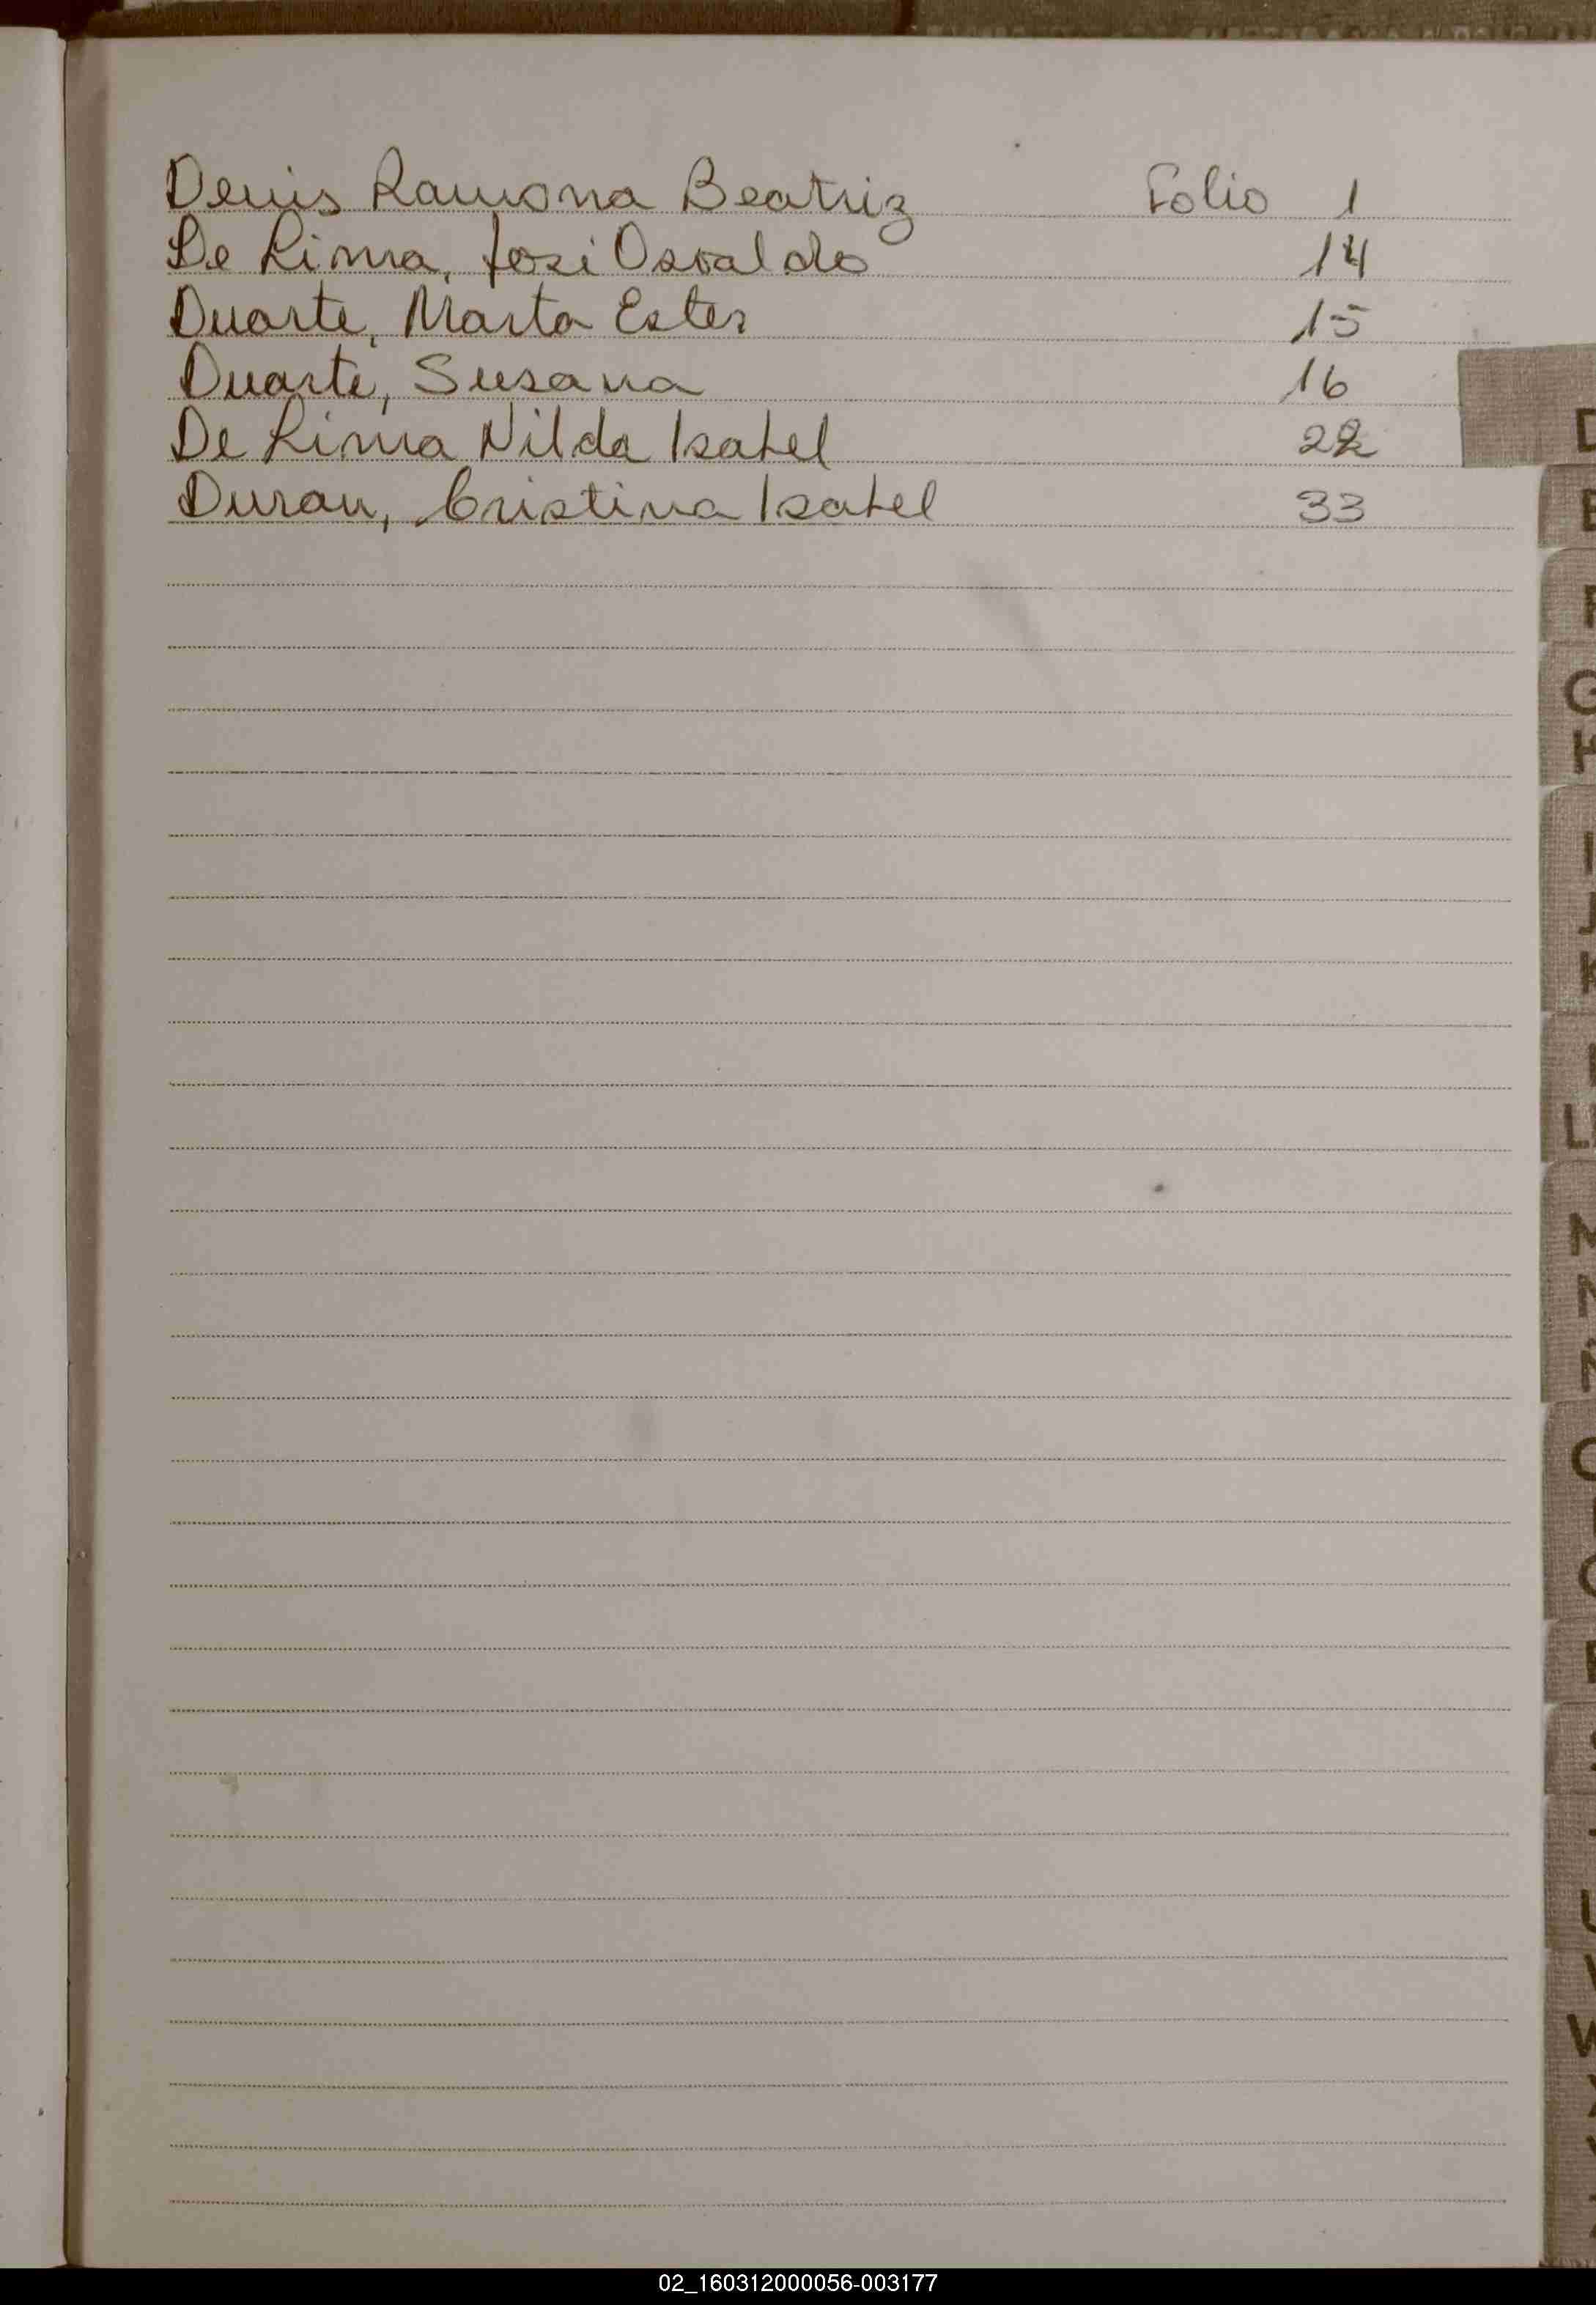 Denis Ramona Beatriz Folio 1
De Lima, José Osvaldo 14
Duarte, Marta Ester 15
Duarte, Susana 16
De Lima Nilda Isabel 22
Duran, Cristina Isabel 33
D
E
F
G
H
I
J
K
L
LL
M
N
Ñ
O
P
Q
R
S
T
U
V
W
X
Y
02_160312000056-003177